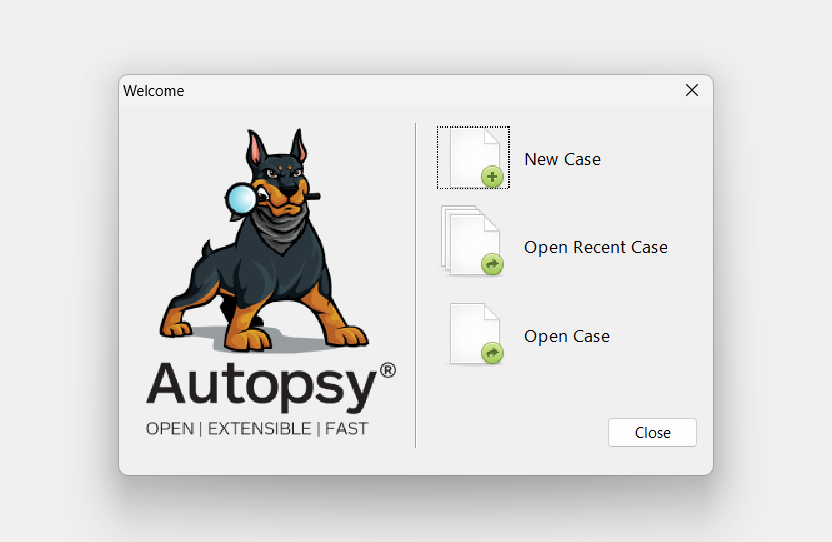 Welcome
New Case
Open Recent Case
Open Case
Autopsy®
OPEN | EXTENSIBLE | FAST
Close